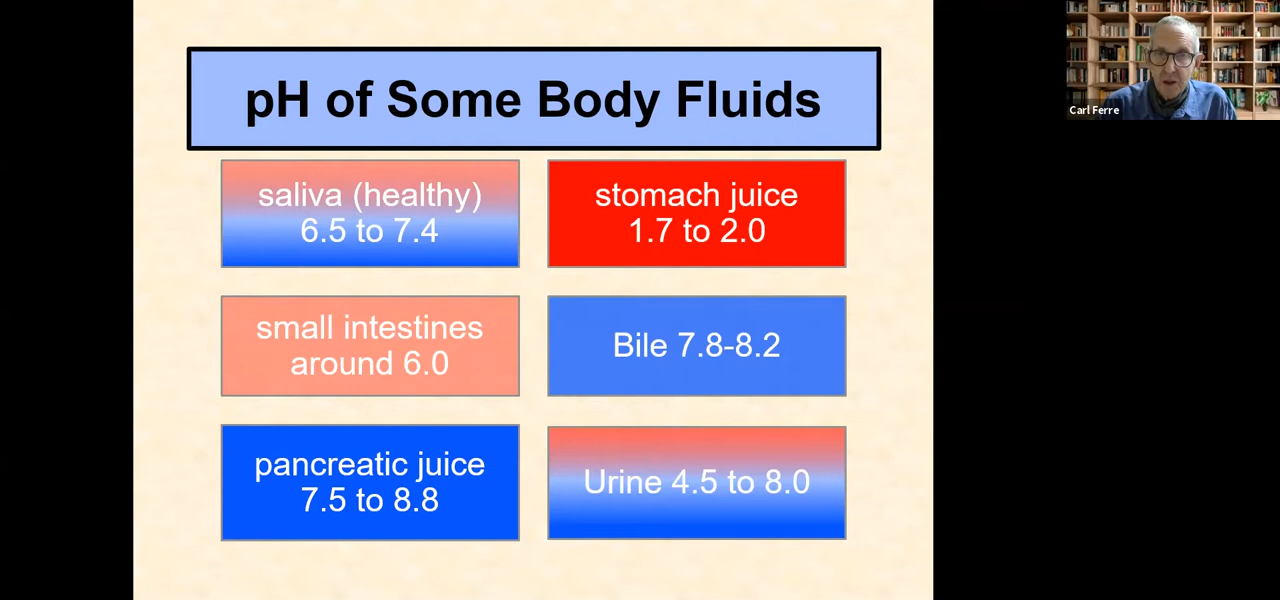 pH of Some Body Fluids
saliva (healthy)
6.5 to 7.4
stomach juice
1.7 to 2.0
small intestines
around 6.0
Bile 7.8-8.2
pancreatic juice
7.5 to 8.8
Urine 4.5 to 8.0
Carl Ferre